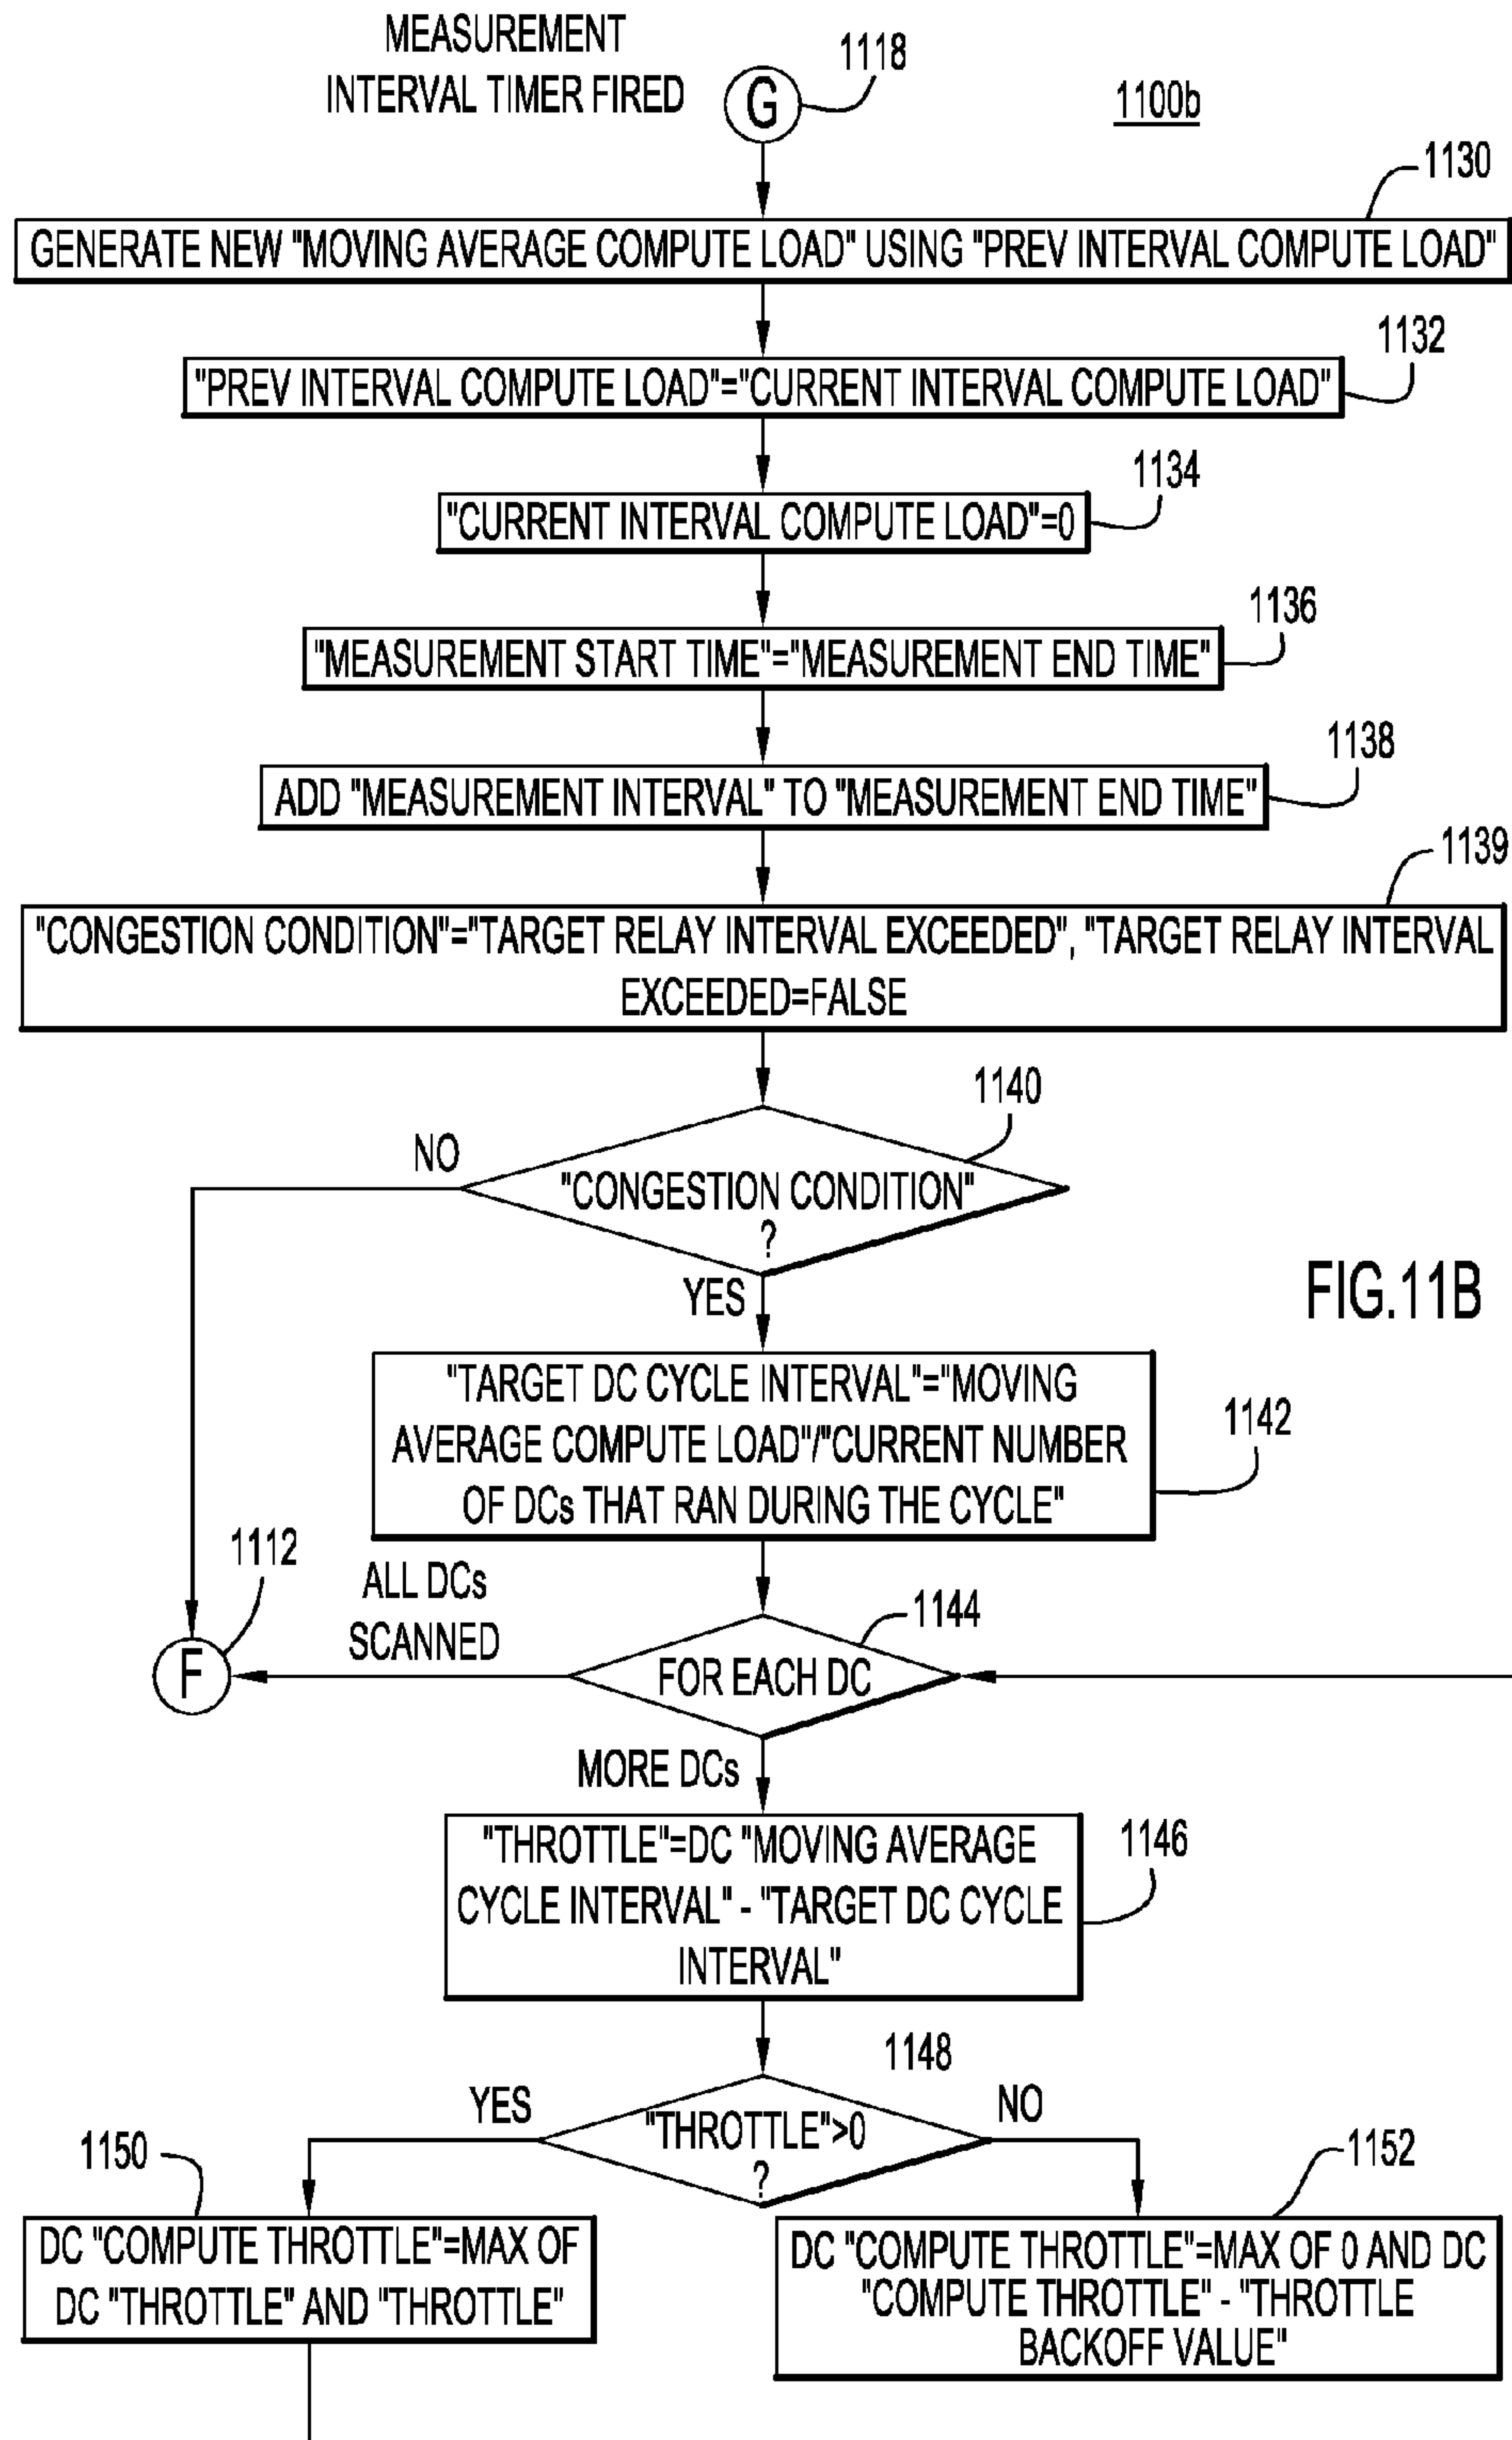 MEASUREMENT
INTERVAL TIMER FIRED
G
1118
1100b
1130
GENERATE NEW "MOVING AVERAGE COMPUTE LOAD" USING "PREV INTERVAL COMPUTE LOAD"
1132
"PREV INTERVAL COMPUTE LOAD"="CURRENT INTERVAL COMPUTE LOAD"
1134
"CURRENT INTERVAL COMPUTE LOAD"=0
1136
"MEASUREMENT START TIME"="MEASUREMENT END TIME"
1138
ADD "MEASUREMENT INTERVAL" TO "MEASUREMENT END TIME"
1139
"CONGESTION CONDITION"="TARGET RELAY INTERVAL EXCEEDED", "TARGET RELAY INTERVAL
EXCEEDED=FALSE
1140
NO
"CONGESTION CONDITION"
?
YES
FIG.11B
"TARGET DC CYCLE INTERVAL"="MOVING
AVERAGE COMPUTE LOAD"/"CURRENT NUMBER
OF DCs THAT RAN DURING THE CYCLE"
1142
1112
ALL DCs
SCANNED
1144
F
FOR EACH DC
MORE DCs
"THROTTLE"=DC "MOVING AVERAGE
CYCLE INTERVAL" - "TARGET DC CYCLE
INTERVAL"
1146
1148
YES
"THROTTLE">0
?
NO
1150
1152
DC "COMPUTE THROTTLE"=MAX OF
DC "THROTTLE" AND "THROTTLE"
DC "COMPUTE THROTTLE"=MAX OF 0 AND DC
"COMPUTE THROTTLE" - "THROTTLE
BACKOFF VALUE"